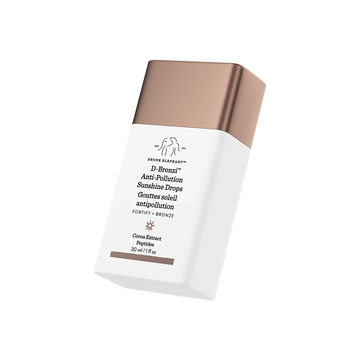 DRUNK ELEPHANT™
D-Bronzi™
Anti-Pollution
Sunshine Drops
Gouttes soleil
antipollution
FORTIFY + BRONZE
Cocoa Extract
Peptides
30 ml / 1 fl oz